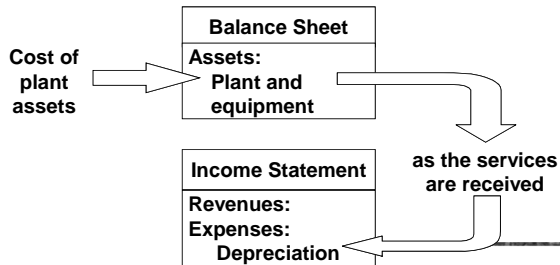 Balance Sheet
Cost of
plant
assets
Assets:
Plant and
equipment
as the services
are received
Income Statement
Revenues:
Expenses:
Depreciation